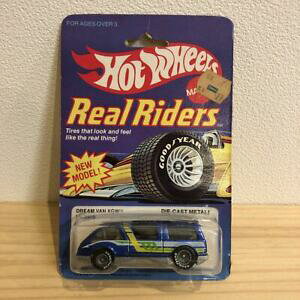 FOR AGES OVER 3
HOT WHEELS
Real Riders
Tires that look and feel
like the real thing!
GOOD YEAR
NEW
MODEL!
DREAM VAN XGW™
DIE-CAST METAL!